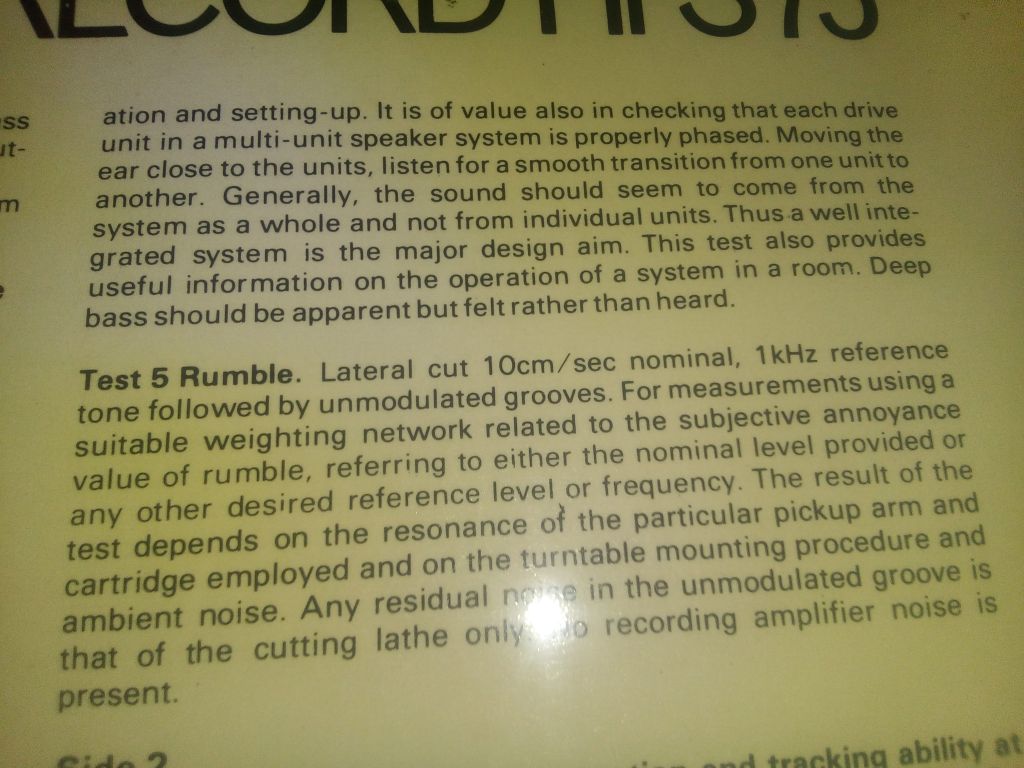 RECORD HFS 75
ation and setting-up. It is of value also in checking that each drive
unit in a multi-unit speaker system is properly phased. Moving the
ear close to the units, listen for a smooth transition from one unit to
another. Generally, the sound should seem to come from the
system as a whole and not from individual units. Thus a well inte-
grated system is the major design aim. This test also provides
useful information on the operation of a system in a room. Deep
bass should be apparent but felt rather than heard.
Test 5 Rumble. Lateral cut 10cm/sec nominal, 1kHz reference
tone followed by unmodulated grooves. For measurements using a
suitable weighting network related to the subjective annoyance
value of rumble, referring to either the nominal level provided or
any other desired reference level or frequency. The result of the
test depends on the resonance of the particular pickup arm and
cartridge employed and on the turntable mounting procedure and
ambient noise. Any residual noise in the unmodulated groove is
that of the cutting lathe only. No recording amplifier noise is
present.
Side 2
and tracking ability at